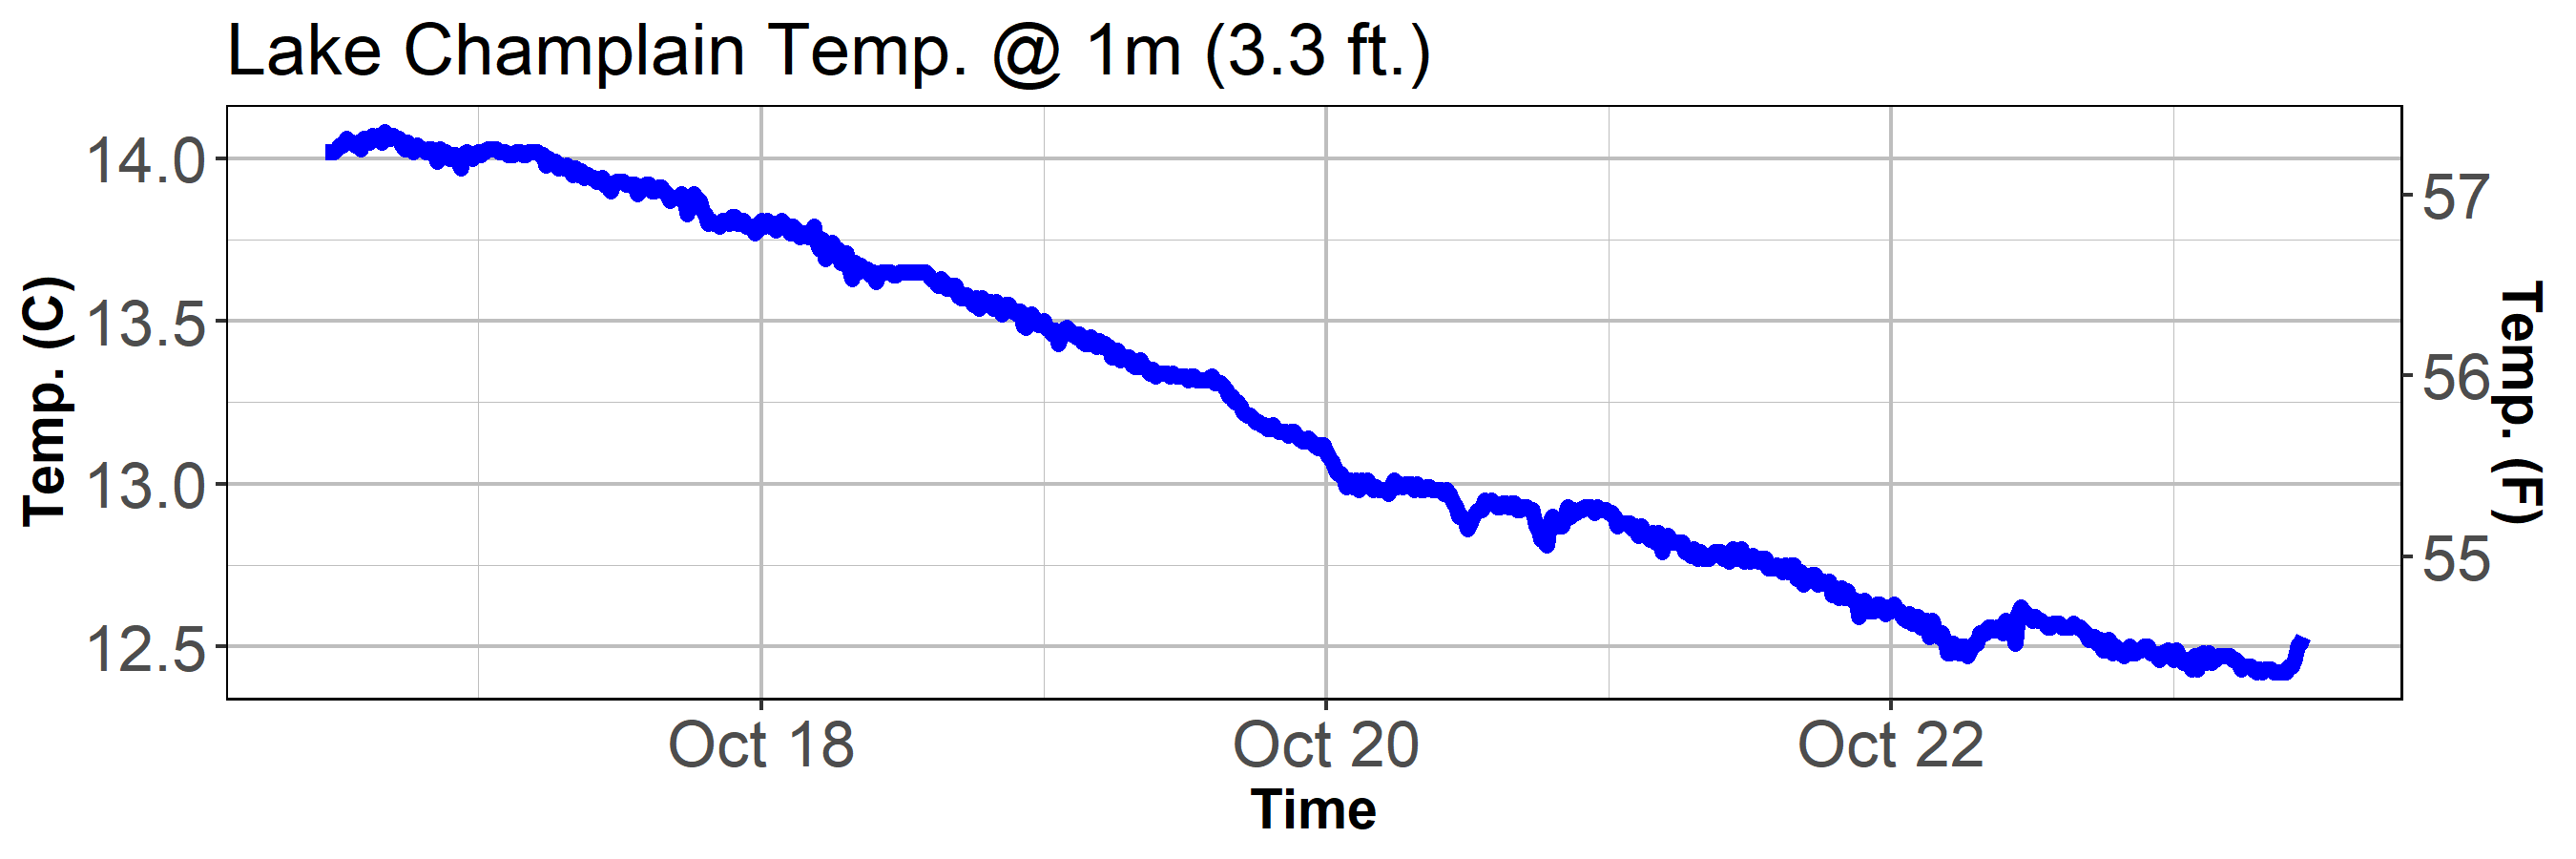 Lake Champlain Temp. @ 1m (3.3 ft.)
Temp. (C)
14.0
13.5
13.0
12.5
57
56
55
Temp. (F)
Oct 18 Oct 20 Oct 22
Time